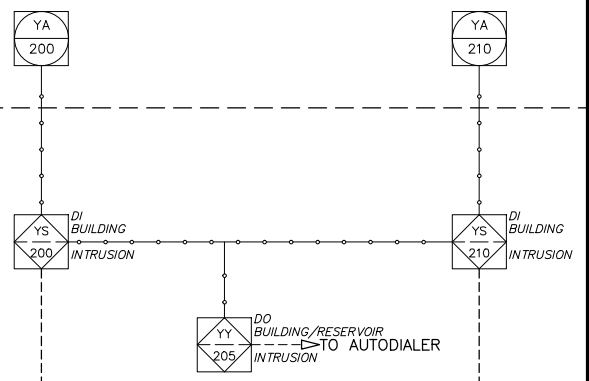 YA
200
YA
210
DI
BUILDING
YS
200
INTRUSION
DI
BUILDING
YS
210
INTRUSION
DO
BUILDING/RESERVOIR
YY
205
TO AUTODIALER
INTRUSION